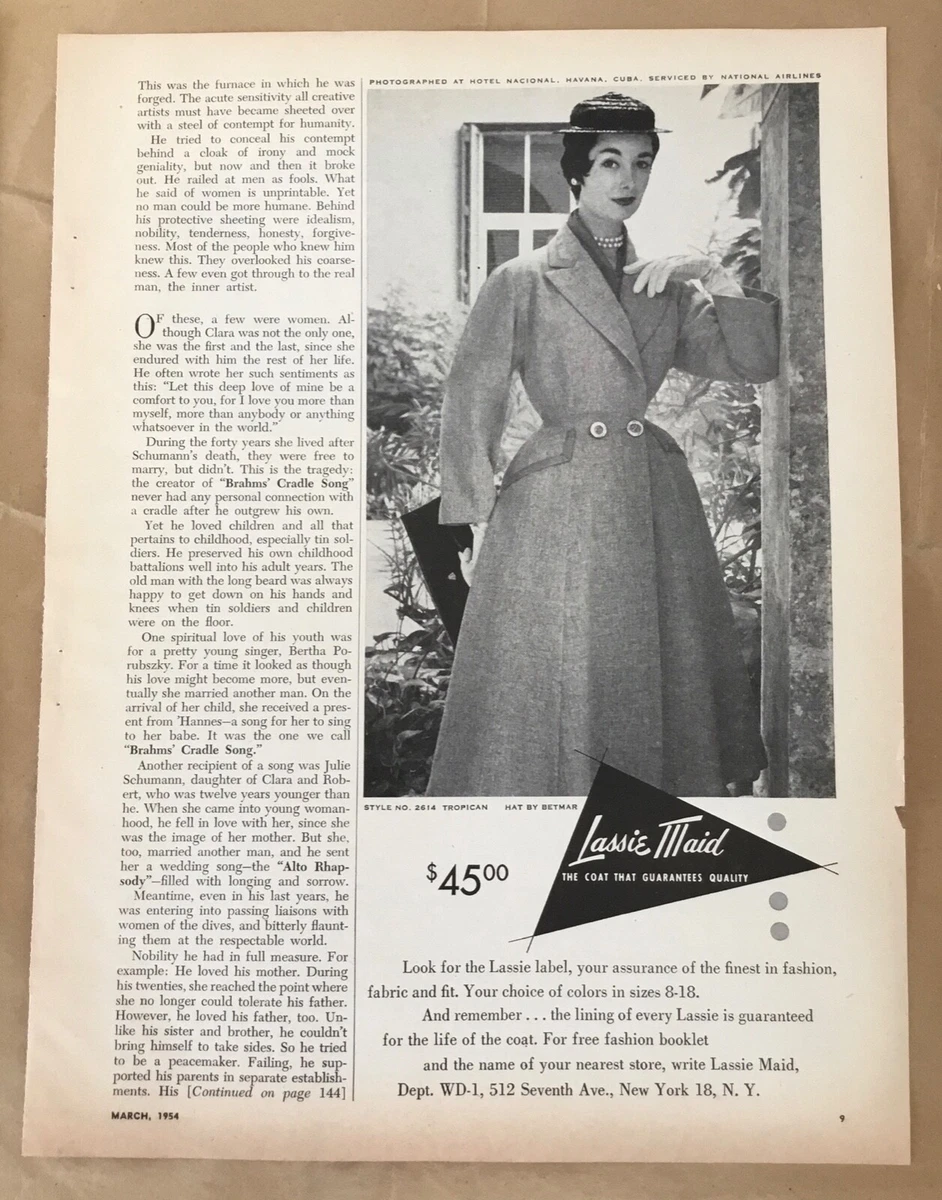 This was the furnace in which he was
forged. The acute sensitivity all creative
artists must have became sheeted over
with a steel of contempt for humanity.
He tried to conceal his contempt
behind a cloak of irony and mock
geniality, but now and then it broke
out. He railed at men as fools. What
he said of women is unprintable. Yet
no man could be more humane. Behind
his protective sheeting were idealism,
nobility, tenderness, honesty, forgive-
ness. Most of the people who knew him
knew this. They overlooked his coarse-
ness. A few even got through to the real
man, the inner artist.
OF these, a few were women. Al-
though Clara was not the only one,
she was the first and the last, since she
endured with him the rest of her life.
He often wrote her such sentiments as
this: “Let this deep love of mine be a
comfort to you, for I love you more than
myself, more than anybody or anything
whatsoever in the world.”
During the forty years she lived after
Schumann's death, they were free to
marry, but didn't. This is the tragedy:
the creator of “Brahms' Cradle Song”
never had any personal connection with
a cradle after he outgrew his own.
Yet he loved children and all that
pertains to childhood, especially tin sol-
diers. He preserved his own childhood
battalions well into his adult years. The
old man with the long beard was always
happy to get down on his hands and
knees when tin soldiers and children
were on the floor.
One spiritual love of his youth was
for a pretty young singer, Bertha Po-
rubszky. For a time it looked as though
his love might become more, but even-
tually she married another man. On the
arrival of her child, she received a pres-
ent from 'Hannes—a song for her to sing
to her babe. It was the one we call
“Brahms' Cradle Song.”
Another recipient of a song was Julie
Schumann, daughter of Clara and Rob-
ert, who was twelve years younger than
he. When she came into young woman-
hood, he fell in love with her, since she
was the image of her mother. But she,
too, married another man, and he sent
her a wedding song—the “Alto Rhap-
sody”—filled with longing and sorrow.
Meantime, even in his last years, he
was entering into passing liaisons with
women of the dives, and bitterly flaunt-
ing them at the respectable world.
Nobility he had in full measure. For
example: He loved his mother. During
his twenties, she reached the point where
she no longer could tolerate his father.
However, he loved his father, too. Un-
like his sister and brother, he couldn't
bring himself to take sides. So he tried
to be a peacemaker. Failing, he sup-
ported his parents in separate establish-
ments. His [Continued on page 144]
PHOTOGRAPHED AT HOTEL NACIONAL, HAVANA, CUBA. SERVICED BY NATIONAL AIRLINES
STYLE NO. 2614 TROPICAN HAT BY BETMAR
$45.00
Lassie Maid
THE COAT THAT GUARANTEES QUALITY
Look for the Lassie label, your assurance of the finest in fashion,
fabric and fit. Your choice of colors in sizes 8-18.
And remember . . . the lining of every Lassie is guaranteed
for the life of the coat. For free fashion booklet
and the name of your nearest store, write Lassie Maid,
Dept. WD-1, 512 Seventh Ave., New York 18, N. Y.
MARCH, 1954
9